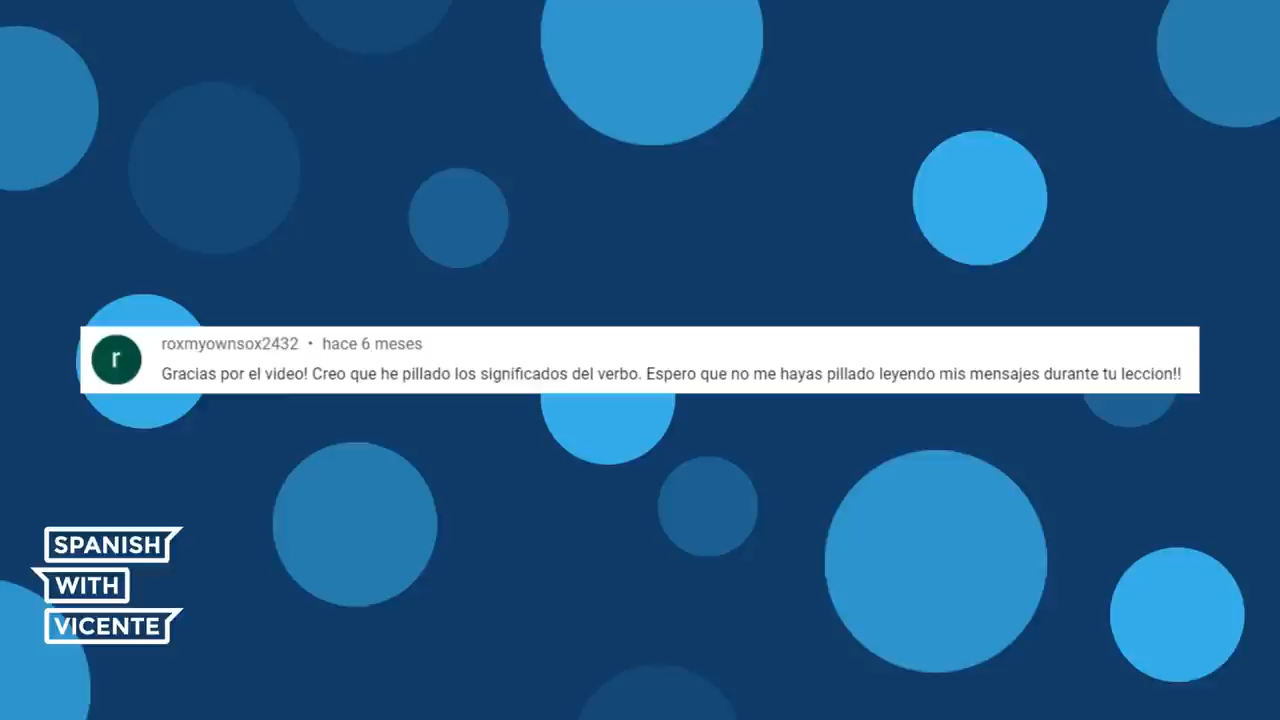 roxmyownsox2432 • hace 6 meses
r
Gracias por el video! Creo que he pillado los significados del verbo. Espero que no me hayas pillado leyendo mis mensajes durante tu leccion!!
SPANISH
WITH
VICENTE